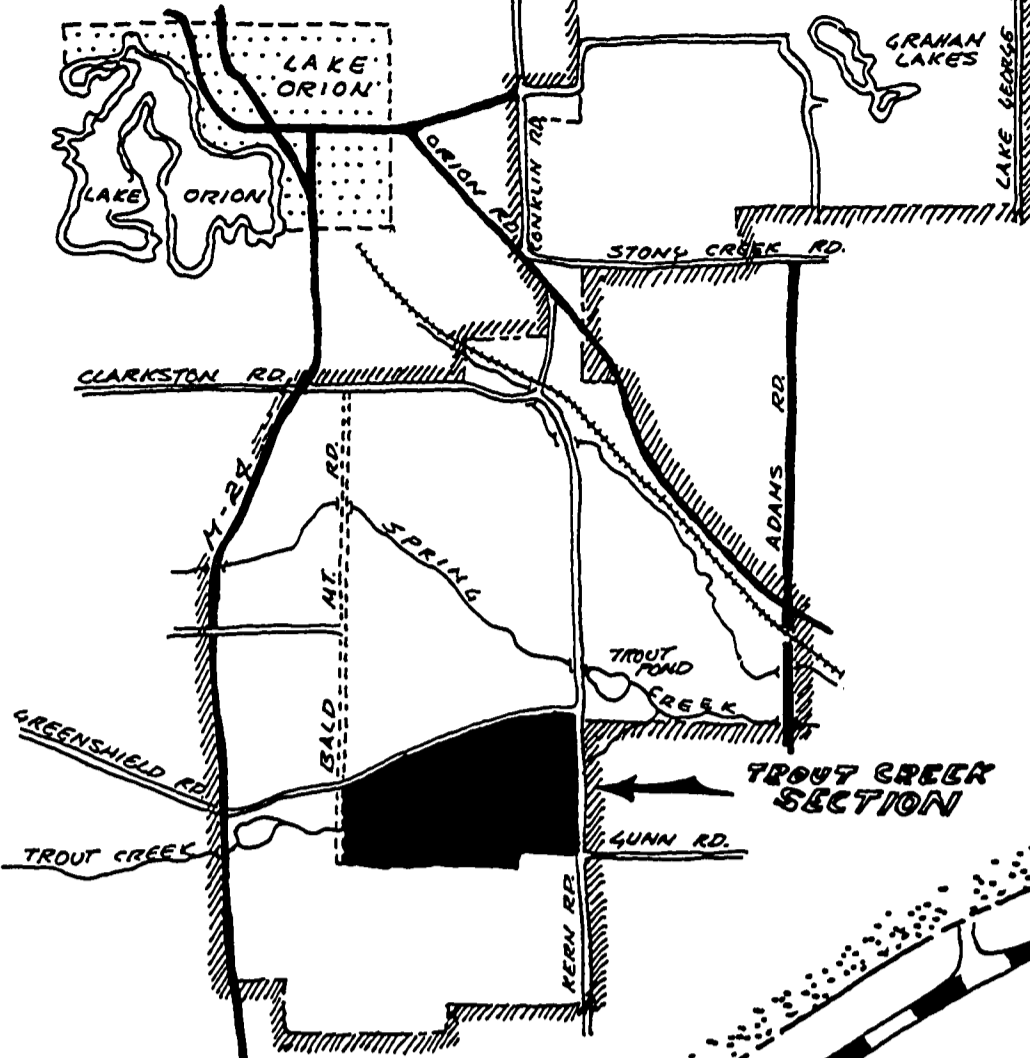 LAKE
ORION
GRAHAN
LAKES
LAKE GEORGE
ORION RD.
CONKLIN RD.
LAKE ORION
STONY CREEK RD.
CLARKSTON RD.
M-24
BALD MT. RD.
ADAMS RD.
SPRING CREEK
TROUT
POND
GREENSHIELD RD.
TROUT CREEK
SECTION
TROUT CREEK
GUNN RD.
KERN RD.